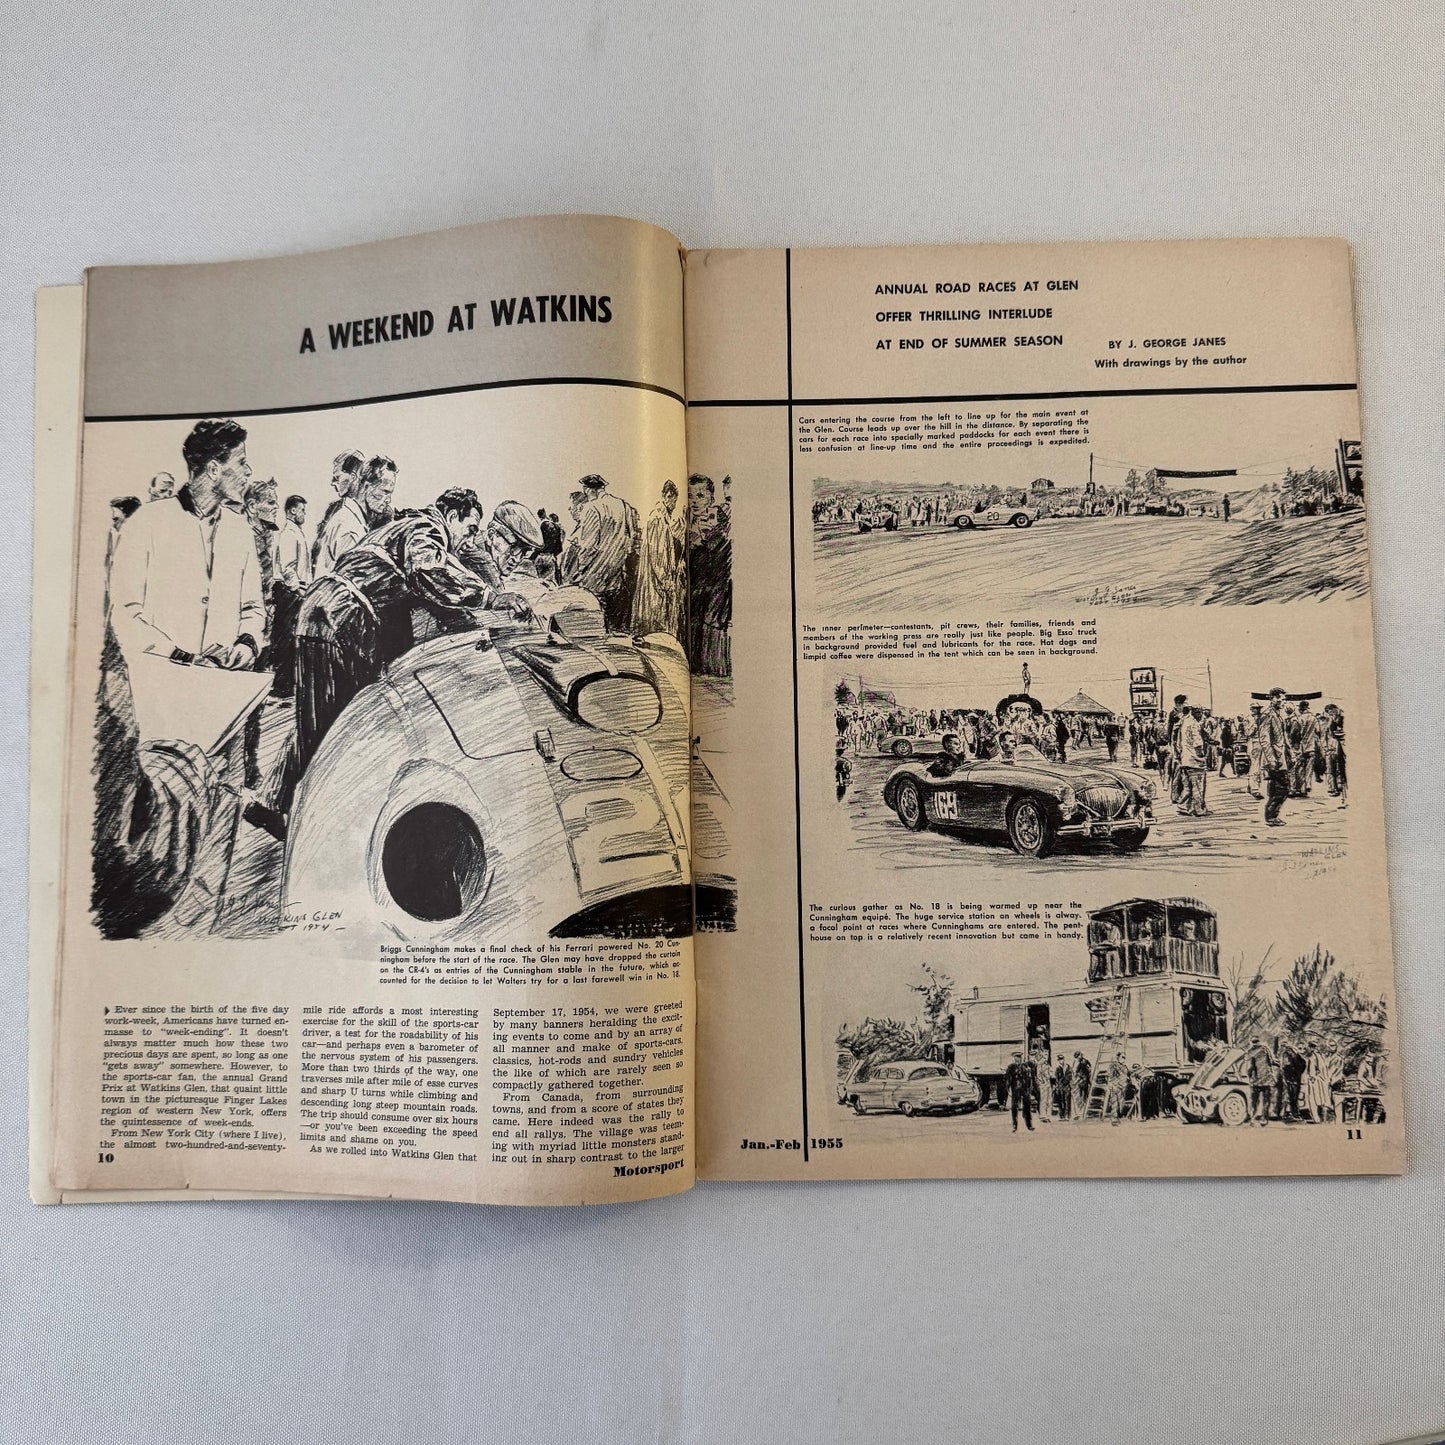 A WEEKEND AT WATKINS
WATKINS GLEN
1954
Briggs Cunningham makes a final check of his Ferrari powered No. 20 Cun-
ningham before the start of the race. The Glen may have dropped the curtain
on the CR-4's as entries of the Cunningham stable in the future, which ac-
counted for the decision to let Walters try for a last farewell win in No. 18.
Ever since the birth of the five day
work-week, Americans have turned en-
masse to "week-ending". It doesn't
always matter much how these two
precious days are spent, so long as one
"gets away" somewhere. However, to
the sports-car fan, the annual Grand
Prix at Watkins Glen, that quaint little
town in the picturesque Finger Lakes
region of western New York, offers
the quintessence of week-ends.
From New York City (where I live),
the almost two-hundred-and-seventy-
mile ride affords a most interesting
exercise for the skill of the sports-car
driver, a test for the roadability of his
car—and perhaps even a barometer of
the nervous system of his passengers.
More than two thirds of the way, one
traverses mile after mile of esse curves
and sharp U turns while climbing and
descending long steep mountain roads.
The trip should consume over six hours
—or you've been exceeding the speed
limits and shame on you.
As we rolled into Watkins Glen that
September 17, 1954, we were greeted
by many banners heralding the excit-
ing events to come and by an array of
all manner and make of sports-cars,
classics, hot-rods and sundry vehicles
the like of which are rarely seen so
compactly gathered together.
From Canada, from surrounding
towns, and from a score of states they
came. Here indeed was the rally to
end all rallys. The village was teem-
ing with myriad little monsters stand-
ing out in sharp contrast to the larger
10
Motorsport
ANNUAL ROAD RACES AT GLEN
OFFER THRILLING INTERLUDE
AT END OF SUMMER SEASON
BY J. GEORGE JANES
With drawings by the author
Cars entering the course from the left to line up for the main event at
the Glen. Course leads up over the hill in the distance. By separating the
cars for each race into specially marked paddocks for each event there is
less confusion at line-up time and the entire proceedings is expedited.
20
The inner perimeter—contestants, pit crews, their families, friends and
members of the working press are really just like people. Big Esso truck
in background provided fuel and lubricants for the race. Hot dogs and
limpid coffee were dispensed in the tent which can be seen in background.
169
WATKINS
GLEN
The curious gather as No. 18 is being warmed up near the
Cunningham equipé. The huge service station on wheels is alway.
a focal point at races where Cunninghams are entered. The pent-
house on top is a relatively recent innovation but came in handy.
18
Jan.-Feb 1955
11